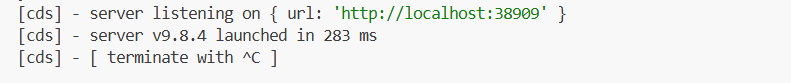 [cds] - server listening on { url: 'http://localhost:38909' }
[cds] - server v9.8.4 launched in 283 ms
[cds] - [ terminate with ^C ]